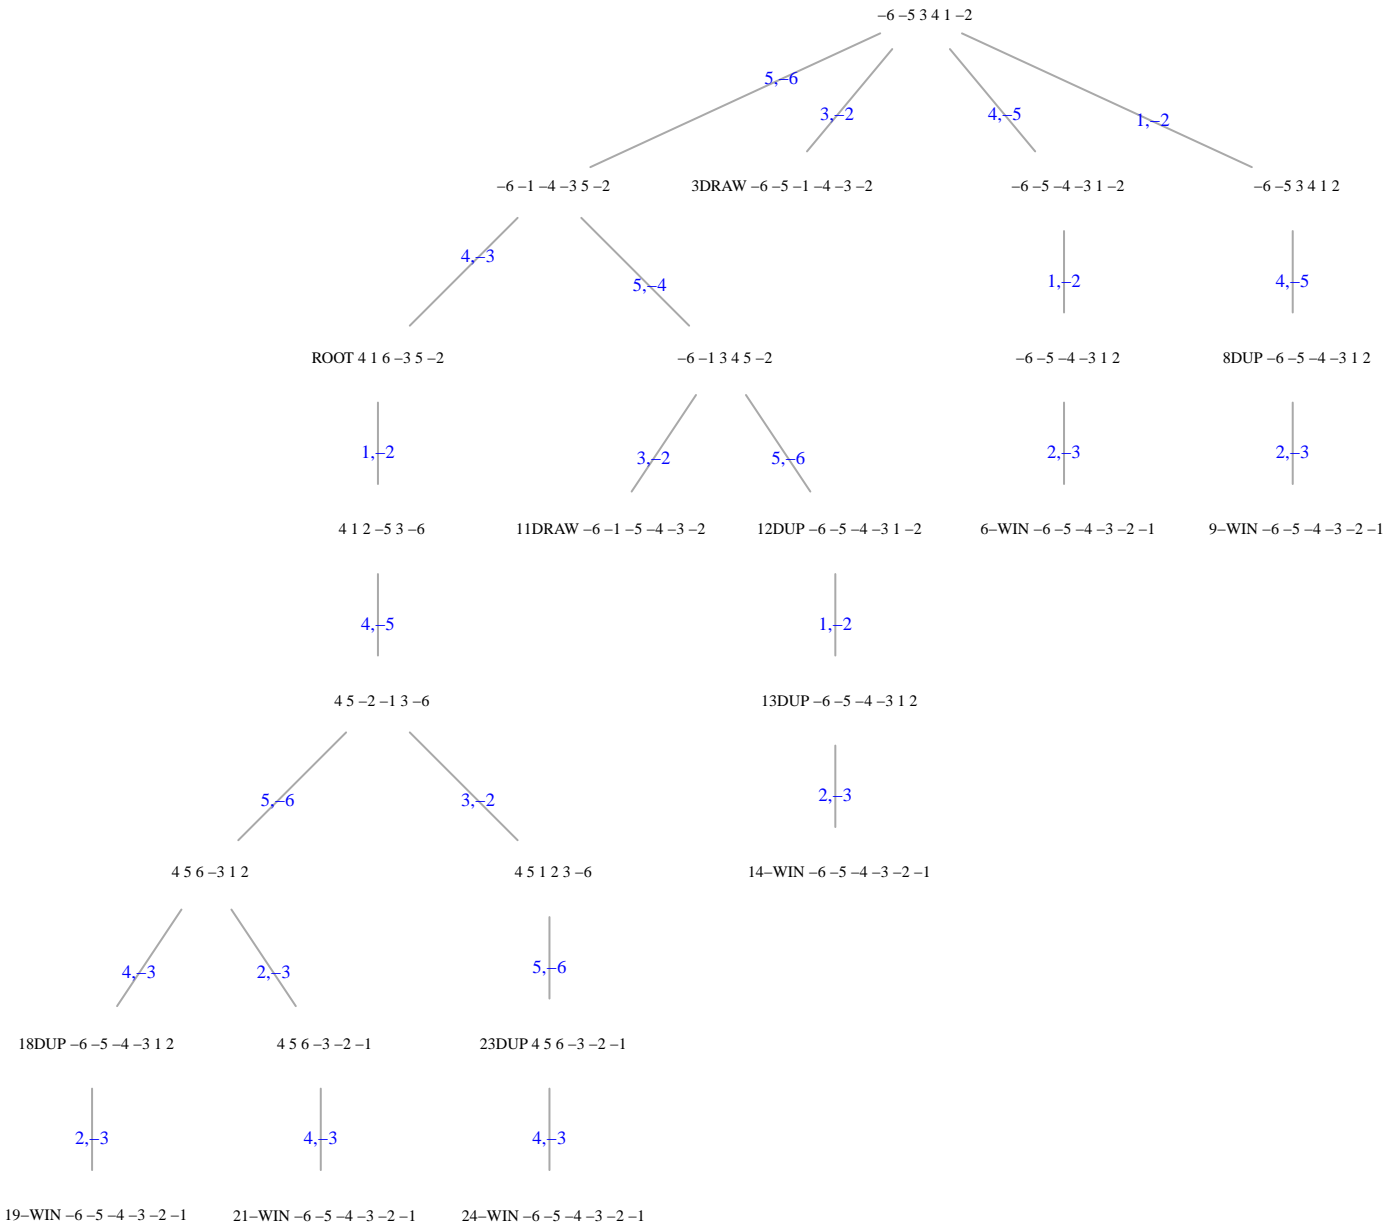 −6 −5 3 4 1 −2
5,−6
3,−2
4,−5
1,−2
−6 −1 −4 −3 5 −2
3DRAW −6 −5 −1 −4 −3 −2
−6 −5 −4 −3 1 −2
−6 −5 3 4 1 2
4,−3
5,−4
1,−2
4,−5
ROOT 4 1 6 −3 5 −2
−6 −1 3 4 5 −2
−6 −5 −4 −3 1 2
8DUP −6 −5 −4 −3 1 2
1,−2
3,−2
5,−6
2,−3
2,−3
4 1 2 −5 3 −6
11DRAW −6 −1 −5 −4 −3 −2
12DUP −6 −5 −4 −3 1 −2
6−WIN −6 −5 −4 −3 −2 −1
9−WIN −6 −5 −4 −3 −2 −1
4,−5
1,−2
4 5 −2 −1 3 −6
13DUP −6 −5 −4 −3 1 2
5,−6
3,−2
2,−3
4 5 6 −3 1 2
4 5 1 2 3 −6
14−WIN −6 −5 −4 −3 −2 −1
4,−3
2,−3
5,−6
18DUP −6 −5 −4 −3 1 2
4 5 6 −3 −2 −1
23DUP 4 5 6 −3 −2 −1
2,−3
4,−3
4,−3
19−WIN −6 −5 −4 −3 −2 −1
21−WIN −6 −5 −4 −3 −2 −1
24−WIN −6 −5 −4 −3 −2 −1